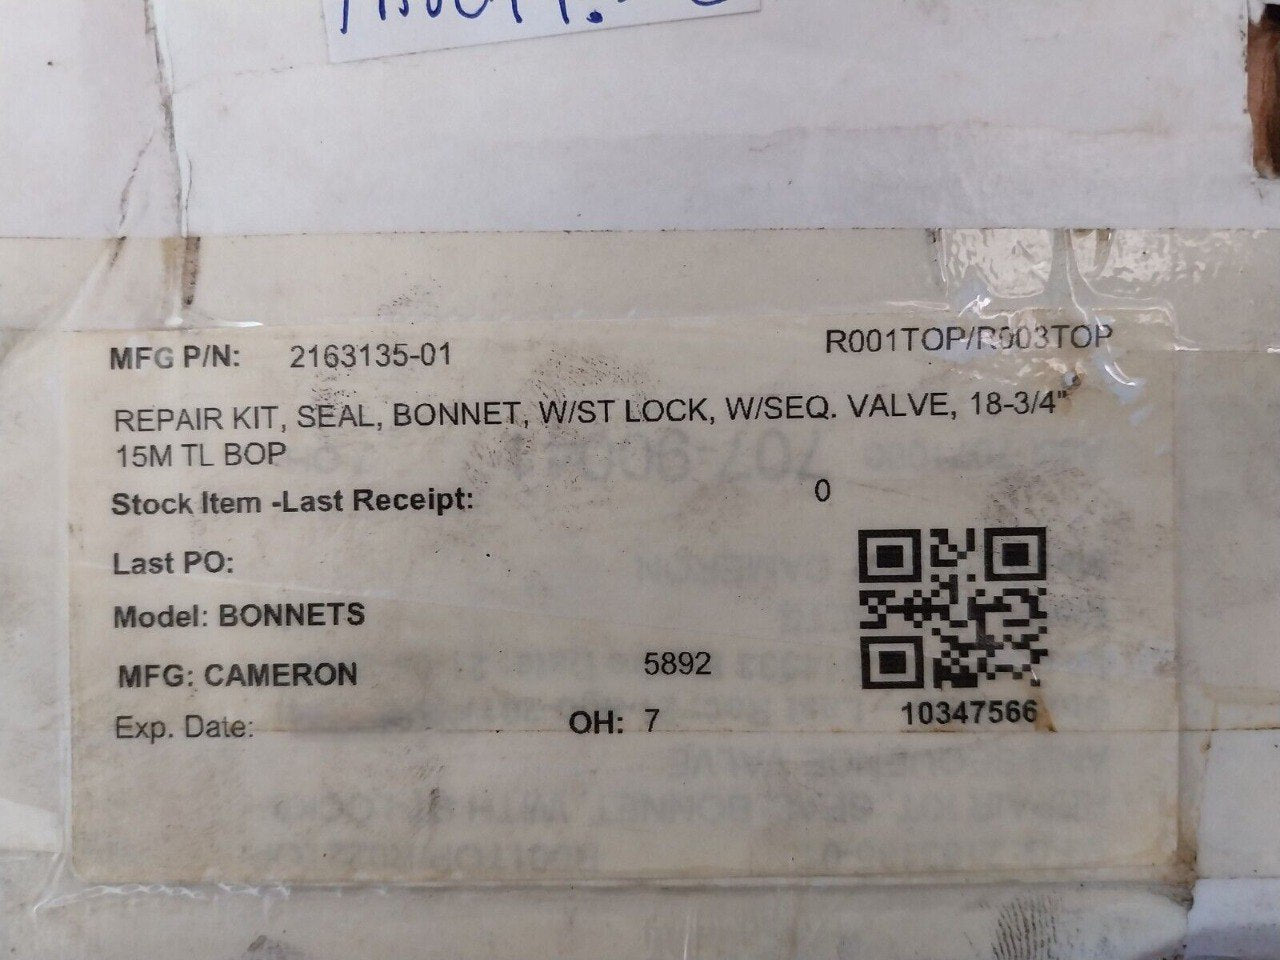 MFG P/N: 2163135-01 R001TOP/R003TOP
REPAIR KIT, SEAL, BONNET, W/ST LOCK, W/SEQ. VALVE, 18-3/4"
15M TL BOP
Stock Item -Last Receipt: 0
Last PO:
Model: BONNETS
MFG: CAMERON 5892
Exp. Date: OH: 7
10347566